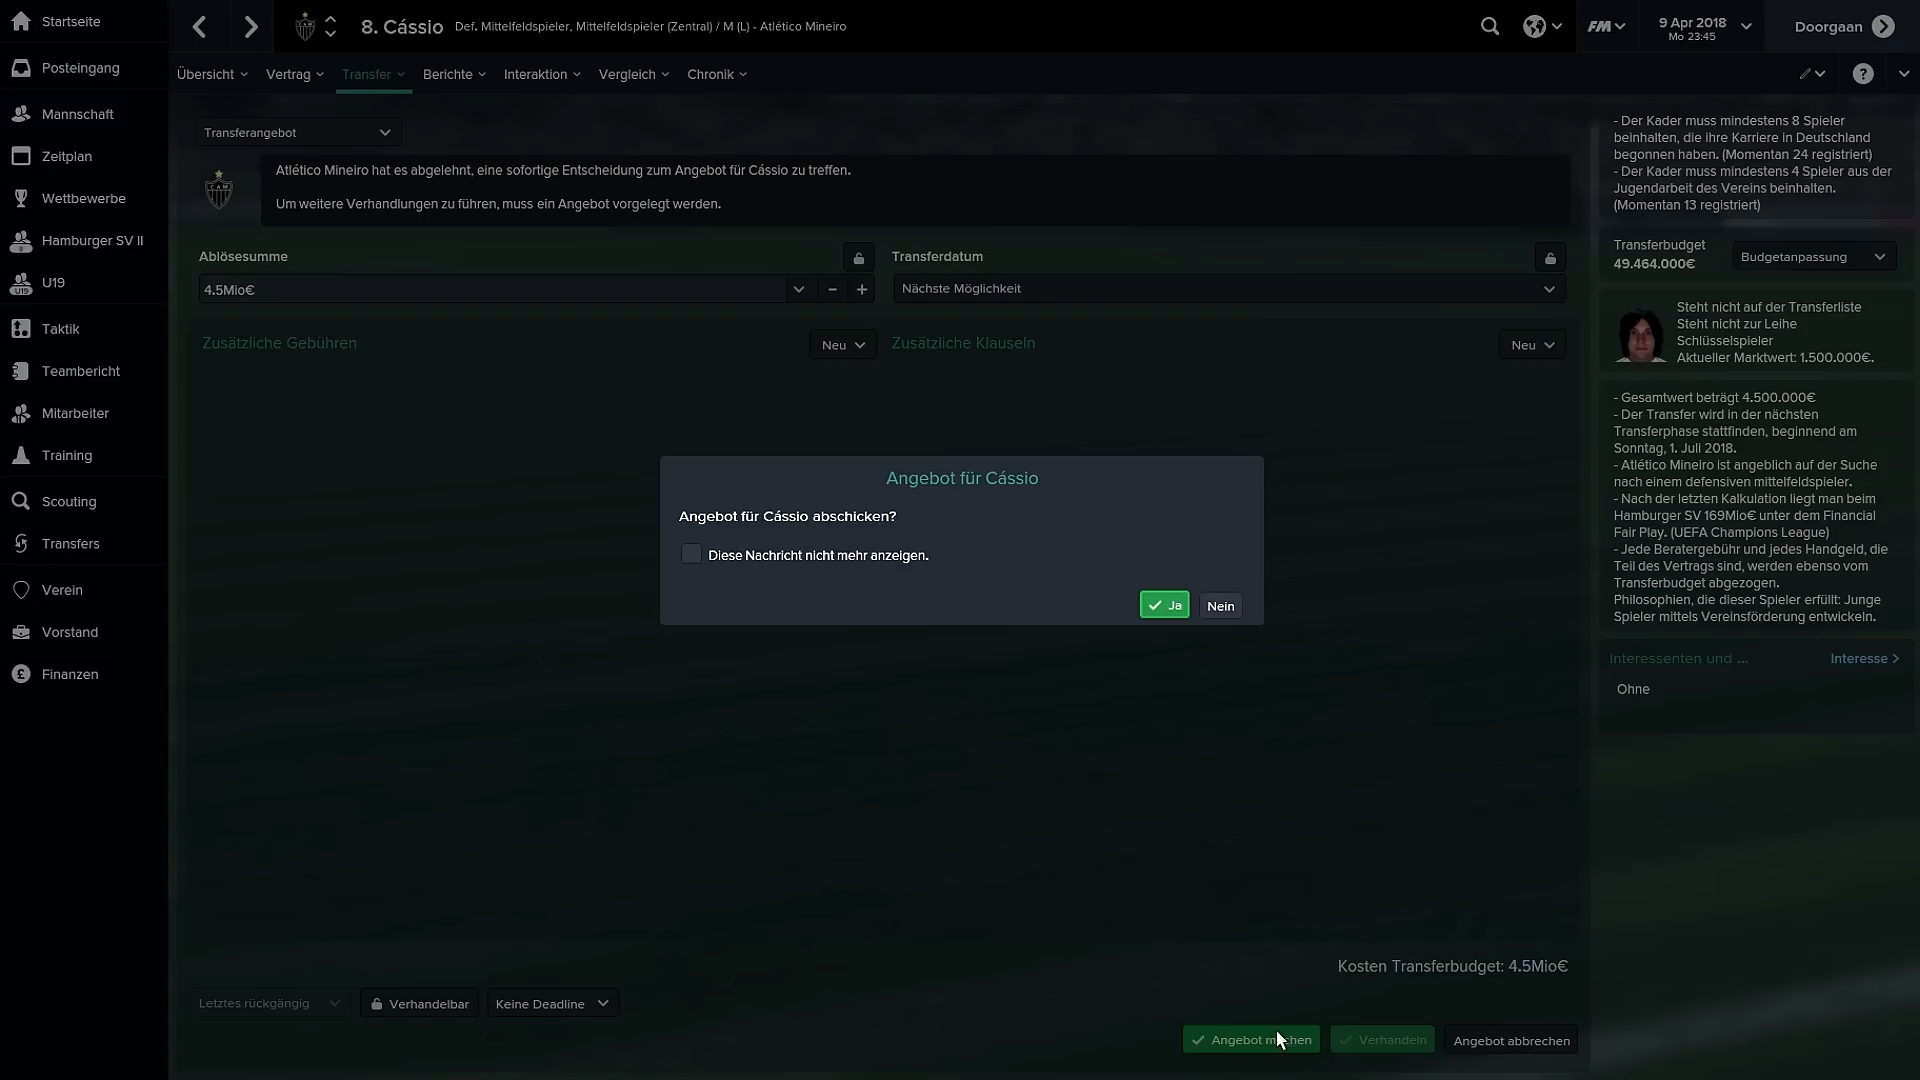 Startseite
Posteingang
Mannschaft
Zeitplan
Wettbewerbe
Hamburger SV II
U19
Taktik
Teambericht
Mitarbeiter
Training
Scouting
Transfers
Verein
Vorstand
Finanzen
8. Cássio
Def. Mittelfeldspieler, Mittelfeldspieler (Zentral) / M (L) - Atlético Mineiro
FM
9 Apr 2018
Mo 23:45
Doorgaan
Übersicht
Vertrag
Transfer
Berichte
Interaktion
Vergleich
Chronik
?
Transferangebot
CAM
Atlético Mineiro hat es abgelehnt, eine sofortige Entscheidung zum Angebot für Cássio zu treffen.
Um weitere Verhandlungen zu führen, muss ein Angebot vorgelegt werden.
Ablösesumme
4.5Mio€
Transferdatum
Nächste Möglichkeit
Zusätzliche Gebühren
Neu
Zusätzliche Klauseln
Neu
Angebot für Cássio
Angebot für Cássio abschicken?
Diese Nachricht nicht mehr anzeigen.
Ja
Nein
Kosten Transferbudget: 4.5Mio€
Letztes rückgängig
Verhandelbar
Keine Deadline
Angebot m chen
Verhandeln
Angebot abbrechen
- Der Kader muss mindestens 8 Spieler
beinhalten, die ihre Karriere in Deutschland
begonnen haben. (Momentan 24 registriert)
- Der Kader muss mindestens 4 Spieler aus der
Jugendarbeit des Vereins beinhalten.
(Momentan 13 registriert)
Transferbudget
49.464.000€
Budgetanpassung
Steht nicht auf der Transferliste
Steht nicht zur Leihe
Schlüsselspieler
Aktueller Marktwert: 1.500.000€.
- Gesamtwert beträgt 4.500.000€
- Der Transfer wird in der nächsten
Transferphase stattfinden, beginnend am
Sonntag, 1. Juli 2018.
- Atlético Mineiro ist angeblich auf der Suche
nach einem defensiven mittelfeldspieler.
- Nach der letzten Kalkulation liegt man beim
Hamburger SV 169Mio€ unter dem Financial
Fair Play. (UEFA Champions League)
- Jede Beratergebühr und jedes Handgeld, die
Teil des Vertrags sind, werden ebenso vom
Transferbudget abgezogen.
Philosophien, die dieser Spieler erfüllt: Junge
Spieler mittels Vereinsförderung entwickeln.
Interessenten und ...
Interesse
Ohne